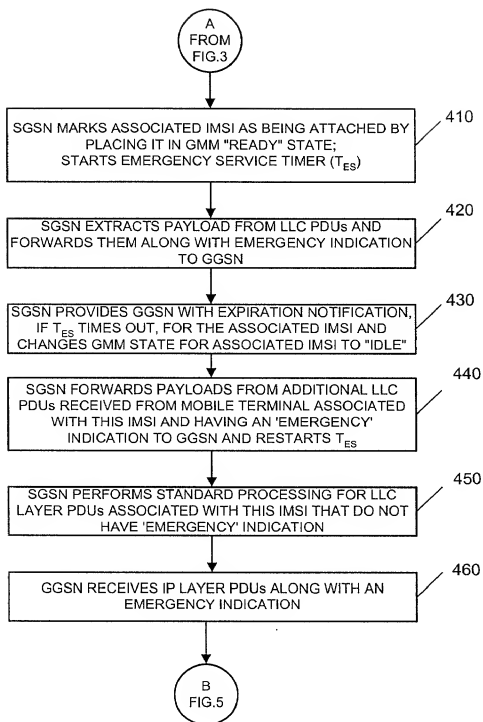 A
FROM
FIG.3
SGSN MARKS ASSOCIATED IMSI AS BEING ATTACHED BY
PLACING IT IN GMM "READY" STATE;
STARTS EMERGENCY SERVICE TIMER (TES)
410
SGSN EXTRACTS PAYLOAD FROM LLC PDUs AND
FORWARDS THEM ALONG WITH EMERGENCY INDICATION
TO GGSN
420
SGSN PROVIDES GGSN WITH EXPIRATION NOTIFICATION,
IF TES TIMES OUT, FOR THE ASSOCIATED IMSI AND
CHANGES GMM STATE FOR ASSOCIATED IMSI TO "IDLE"
430
SGSN FORWARDS PAYLOADS FROM ADDITIONAL LLC
PDUs RECEIVED FROM MOBILE TERMINAL ASSOCIATED
WITH THIS IMSI AND HAVING AN 'EMERGENCY'
INDICATION TO GGSN AND RESTARTS TES
440
SGSN PERFORMS STANDARD PROCESSING FOR LLC
LAYER PDUs ASSOCIATED WITH THIS IMSI THAT DO NOT
HAVE 'EMERGENCY' INDICATION
450
GGSN RECEIVES IP LAYER PDUs ALONG WITH AN
EMERGENCY INDICATION
460
B
FIG.5